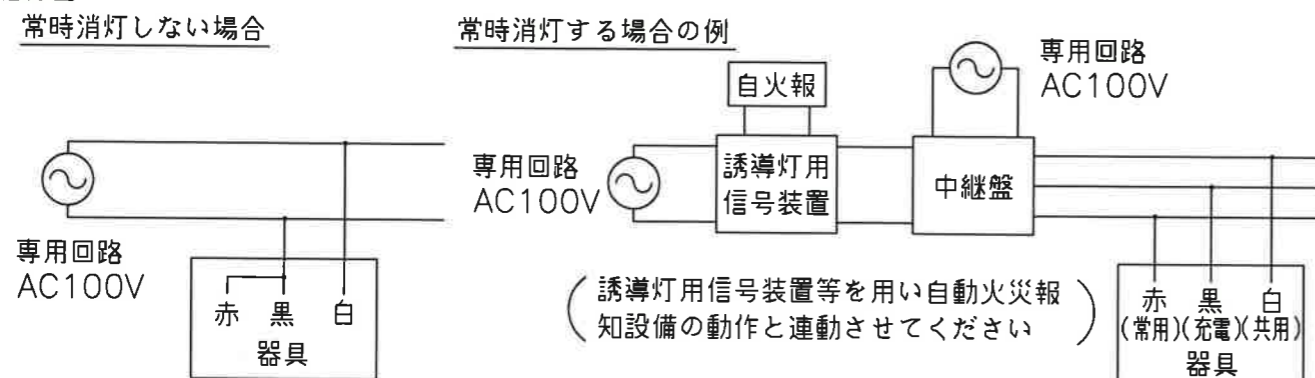 常時消灯しない場合
専用回路
AC100V
赤 黒 白
器具
常時消灯する場合の例
自火報
専用回路
AC100V
誘導灯用
信号装置
中継盤
専用回路
AC100V
誘導灯用信号装置等を用い自動火災報
知設備の動作と連動させてください
赤 黒 白
(常用)(充電)(共用)
器具